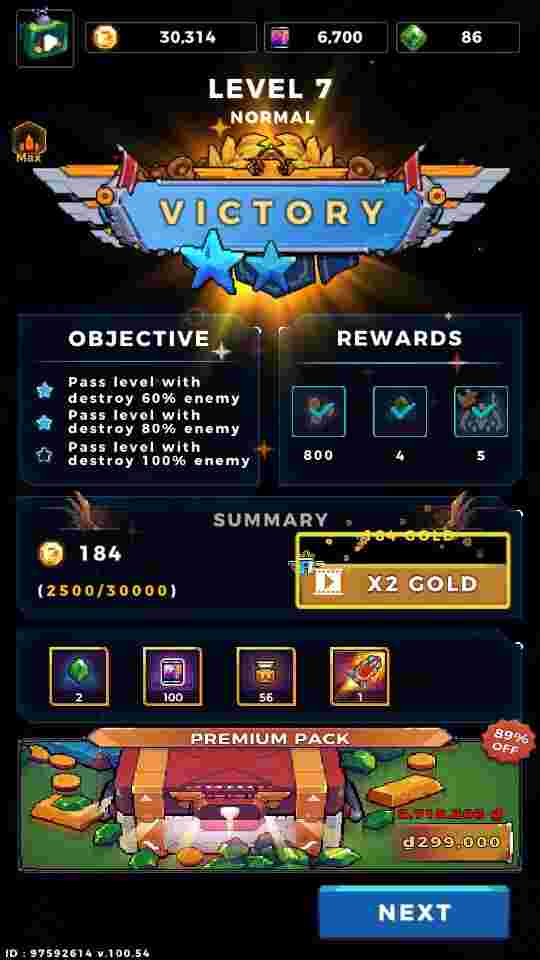 30,314
6,700
86
LEVEL 7
NORMAL
Max
VICTORY
OBJECTIVE
REWARDS
Pass level with
destroy 60% enemy
Pass level with
destroy 80% enemy
Pass level with
destroy 100% enemy
800
4
5
SUMMARY
184
184 GOLD
(2500/30000)
X2 GOLD
2
100
56
1
PREMIUM PACK
89%
OFF
đ299,000
NEXT
ID : 97592614 v.100.54